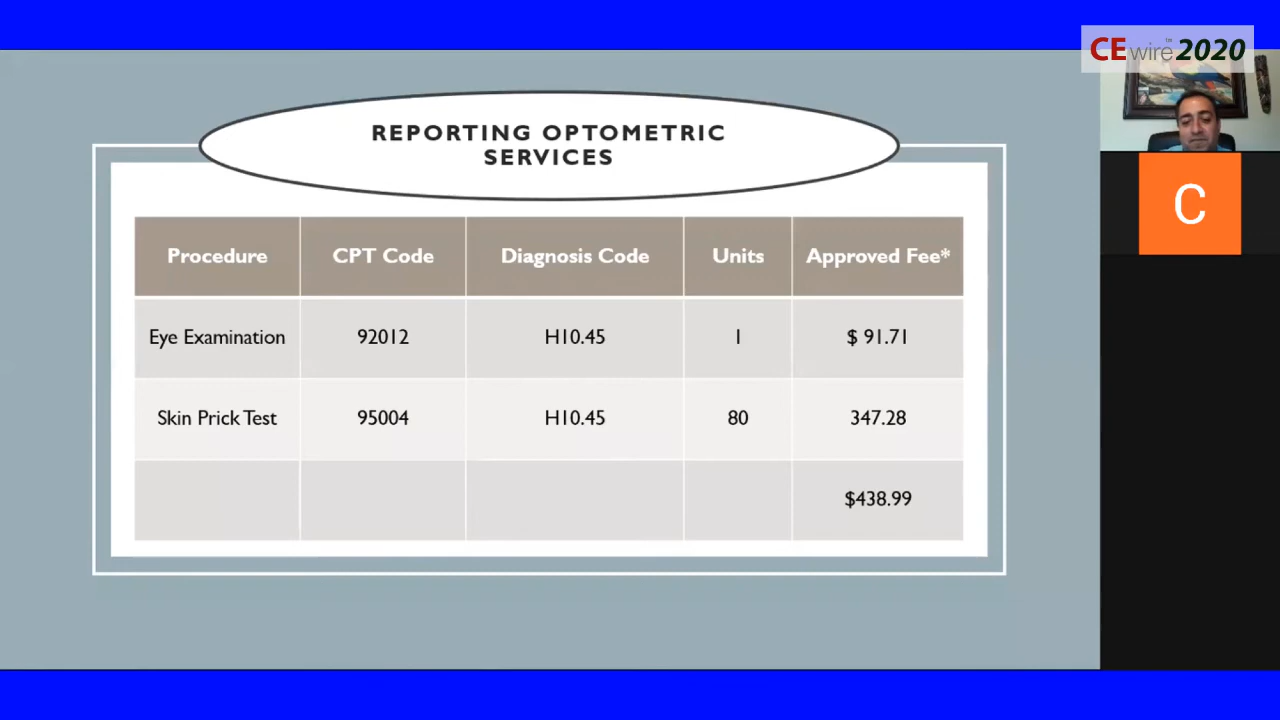 CEwire™2020
REPORTING OPTOMETRIC
SERVICES
Procedure CPT Code Diagnosis Code Units Approved Fee*
Eye Examination 92012 H10.45 1 $ 91.71
Skin Prick Test 95004 H10.45 80 347.28
$438.99
C